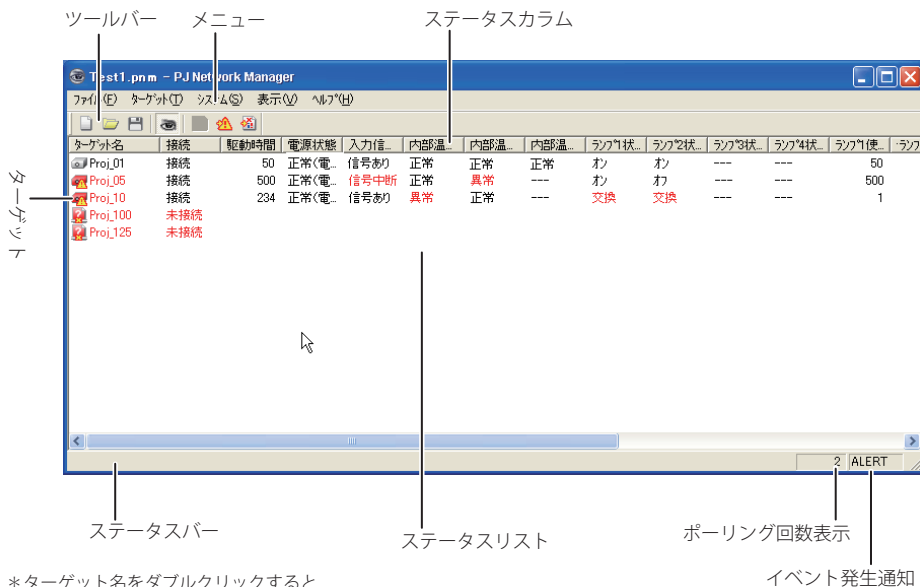 ツールバー メニュー ステータスカラム
Test1.pnm - PJ Network Manager
ファイル(F) ターゲット(T) システム(S) 表示(V) ヘルプ(H)
ターゲット名 接続 駆動時間 電源状態 入力信... 内部温... 内部温... 内部温... ランプ1状... ランプ2状... ランプ3状... ランプ4状... ランプ1使... ランプ
Proj_01 接続 50 正常(電... 信号あり 正常 正常 正常 オン オン --- --- 50
Proj_05 接続 500 正常(電... 信号中断 正常 異常 --- オン オフ --- --- 500
Proj_10 接続 234 正常(電... 信号あり 異常 正常 --- 交換 交換 --- --- 1
Proj_100 未接続
Proj_125 未接続
ターゲット
2 ALERT
ステータスバー ステータスリスト ポーリング回数表示
イベント発生通知
*ターゲット名をダブルクリックすると